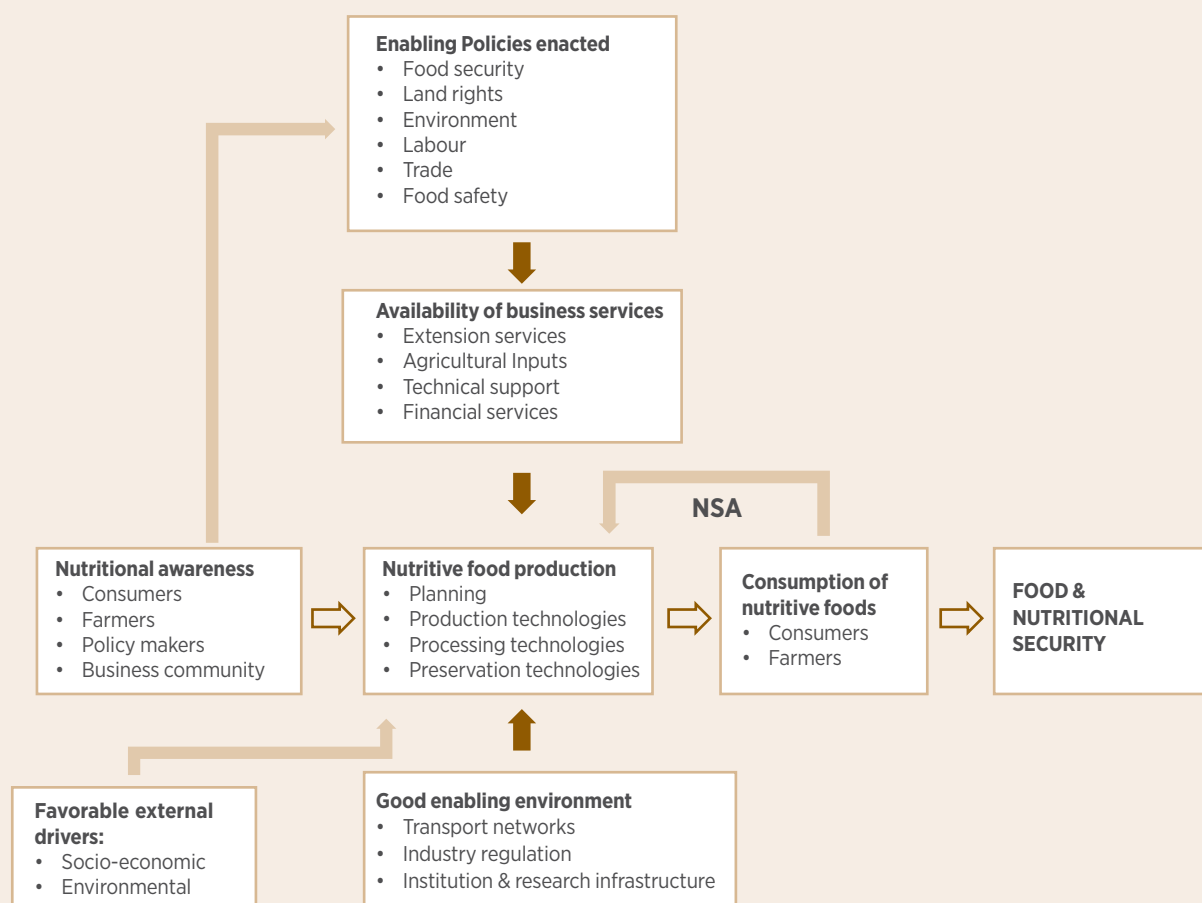 Enabling Policies enacted
• Food security
• Land rights
• Environment
• Labour
• Trade
• Food safety
Availability of business services
• Extension services
• Agricultural Inputs
• Technical support
• Financial services
NSA
Nutritional awareness
• Consumers
• Farmers
• Policy makers
• Business community
Nutritive food production
• Planning
• Production technologies
• Processing technologies
• Preservation technologies
Consumption of
nutritive foods
• Consumers
• Farmers
FOOD &
NUTRITIONAL
SECURITY
Favorable external
drivers:
• Socio-economic
• Environmental
Good enabling environment
• Transport networks
• Industry regulation
• Institution & research infrastructure